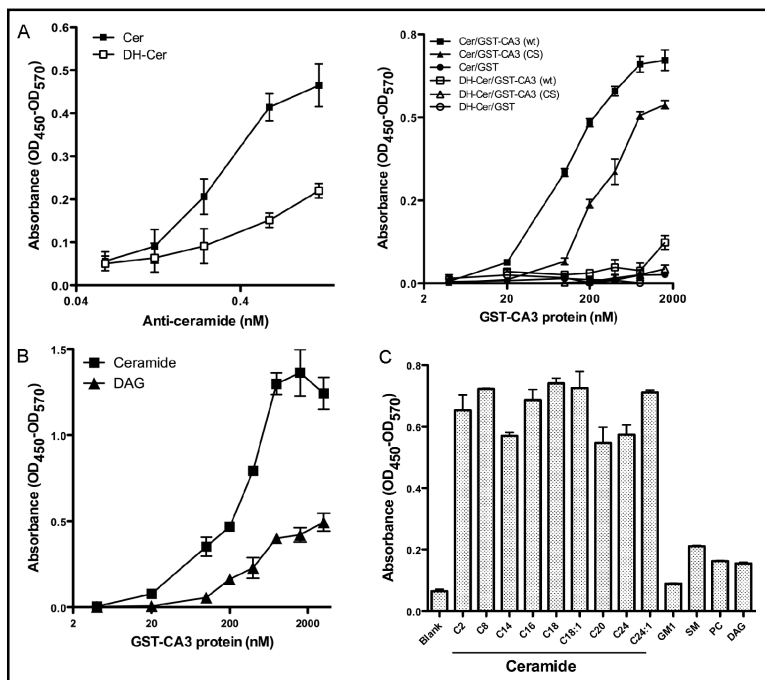 A
Cer
DH-Cer
Absorbance (OD450-OD570)
0.6
0.5
0.4
0.3
0.2
0.1
0.0
0.04
0.4
Anti-ceramide (nM)
Cer/GST-CA3 (wt)
Cer/GST-CA3 (CS)
Cer/GST
DH-Cer/GST-CA3 (wt)
DH-Cer/GST-CA3 (CS)
DH-Cer/GST
Absorbance (OD450-OD570)
0.8
0.5
0.2
0.0
2
20
200
2000
GST-CA3 protein (nM)
B
Ceramide
DAG
Absorbance (OD450-OD570)
1.5
1.0
0.5
0.0
2
20
200
2000
GST-CA3 protein (nM)
C
Absorbance (OD450-OD570)
0.8
0.6
0.4
0.2
0.0
Blank
C2
C8
C14
C16
C18
C18:1
C20
C24
C24:1
GM1
SM
PC
DAG
Ceramide